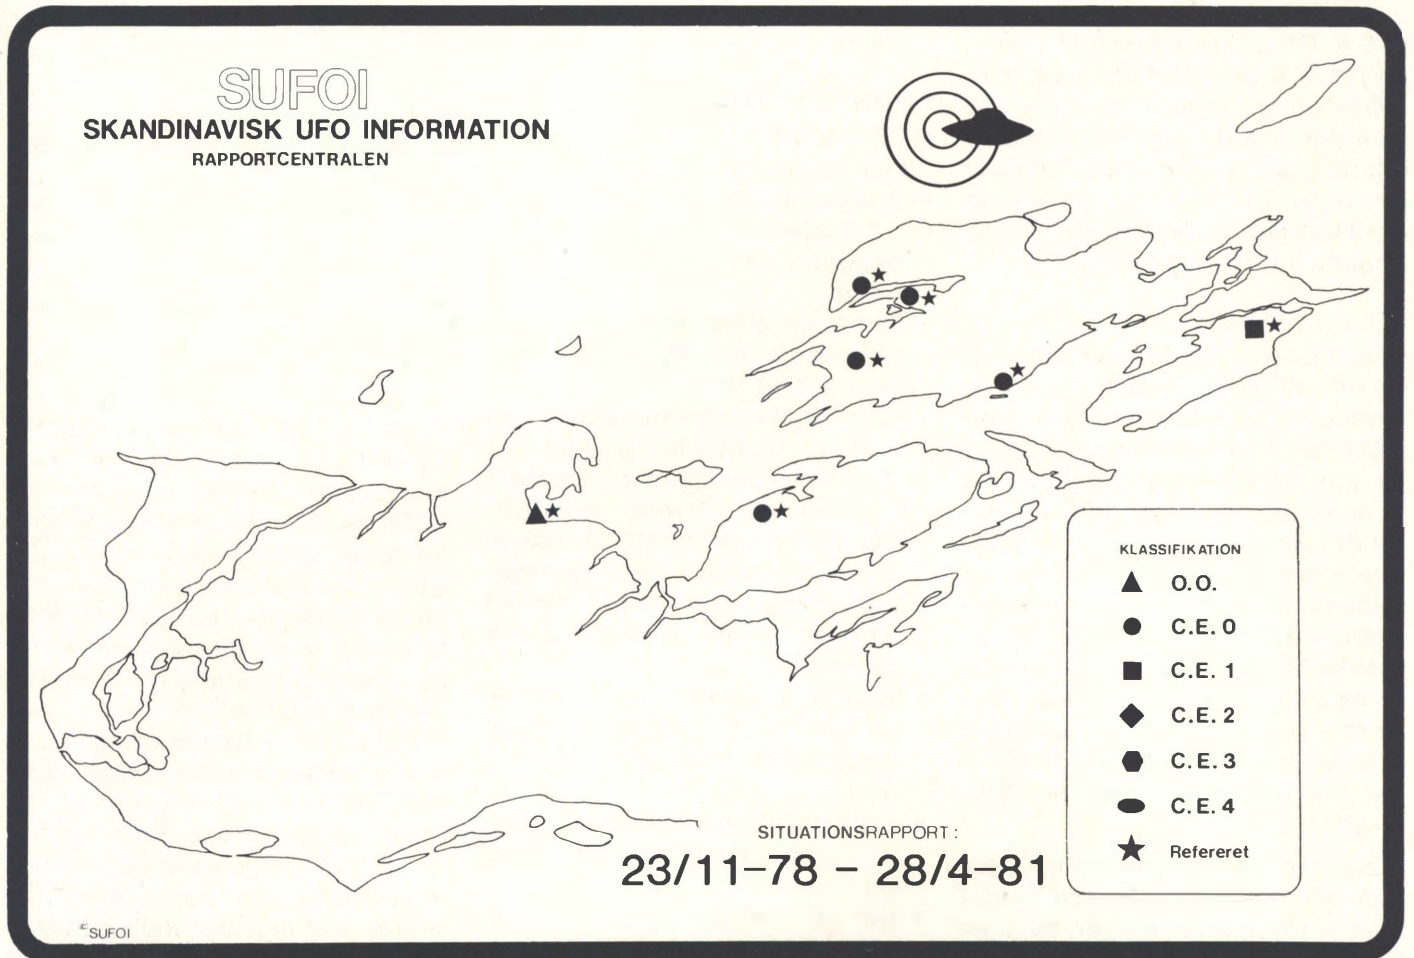 SUFOI
SKANDINAVISK UFO INFORMATION
RAPPORTCENTRALEN
KLASSIFIKATION
O.O.
C.E. 0
C.E. 1
C.E. 2
C.E. 3
C.E. 4
Refereret
SITUATIONSRAPPORT:
23/11-78 - 28/4-81
© SUFOI